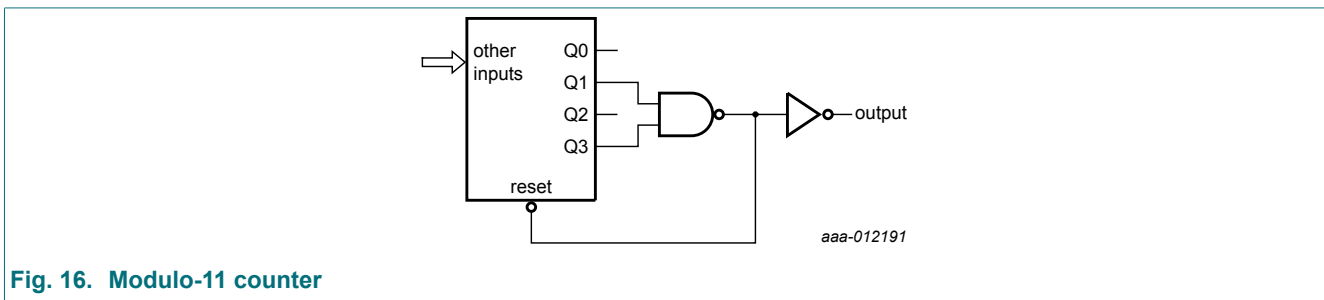 other
inputs
Q0
Q1
Q2
Q3
reset
output
aaa-012191
Fig. 16. Modulo-11 counter